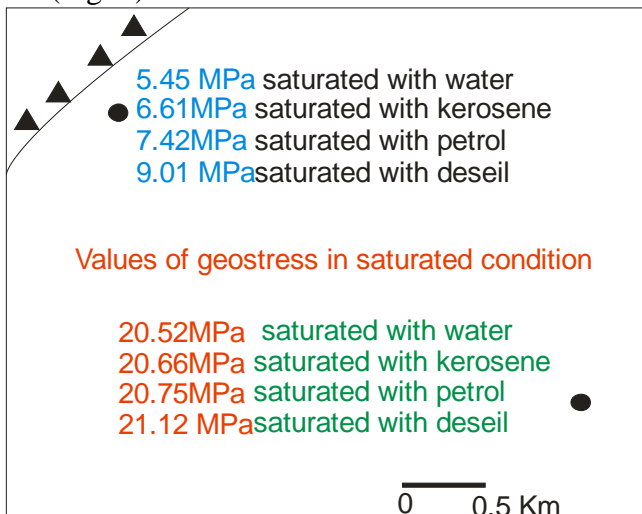 5.45 MPa saturated with water
6.61MPa saturated with kerosene
7.42MPa saturated with petrol
9.01 MPasaturated with deseil
Values of geostress in saturated condition
20.52MPa saturated with water
20.66MPa saturated with kerosene
20.75MPa saturated with petrol
21.12 MPasaturated with deseil
0 0.5 Km